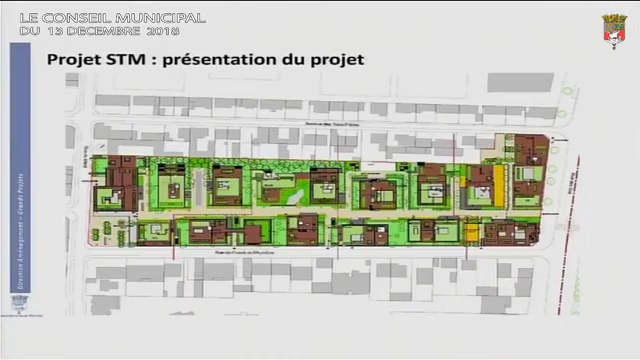 LE CONSEIL MUNICIPAL
DU 13 DECEMBRE 2018
Projet STM : présentation du projet
Direction Aménagement – Grands Projets